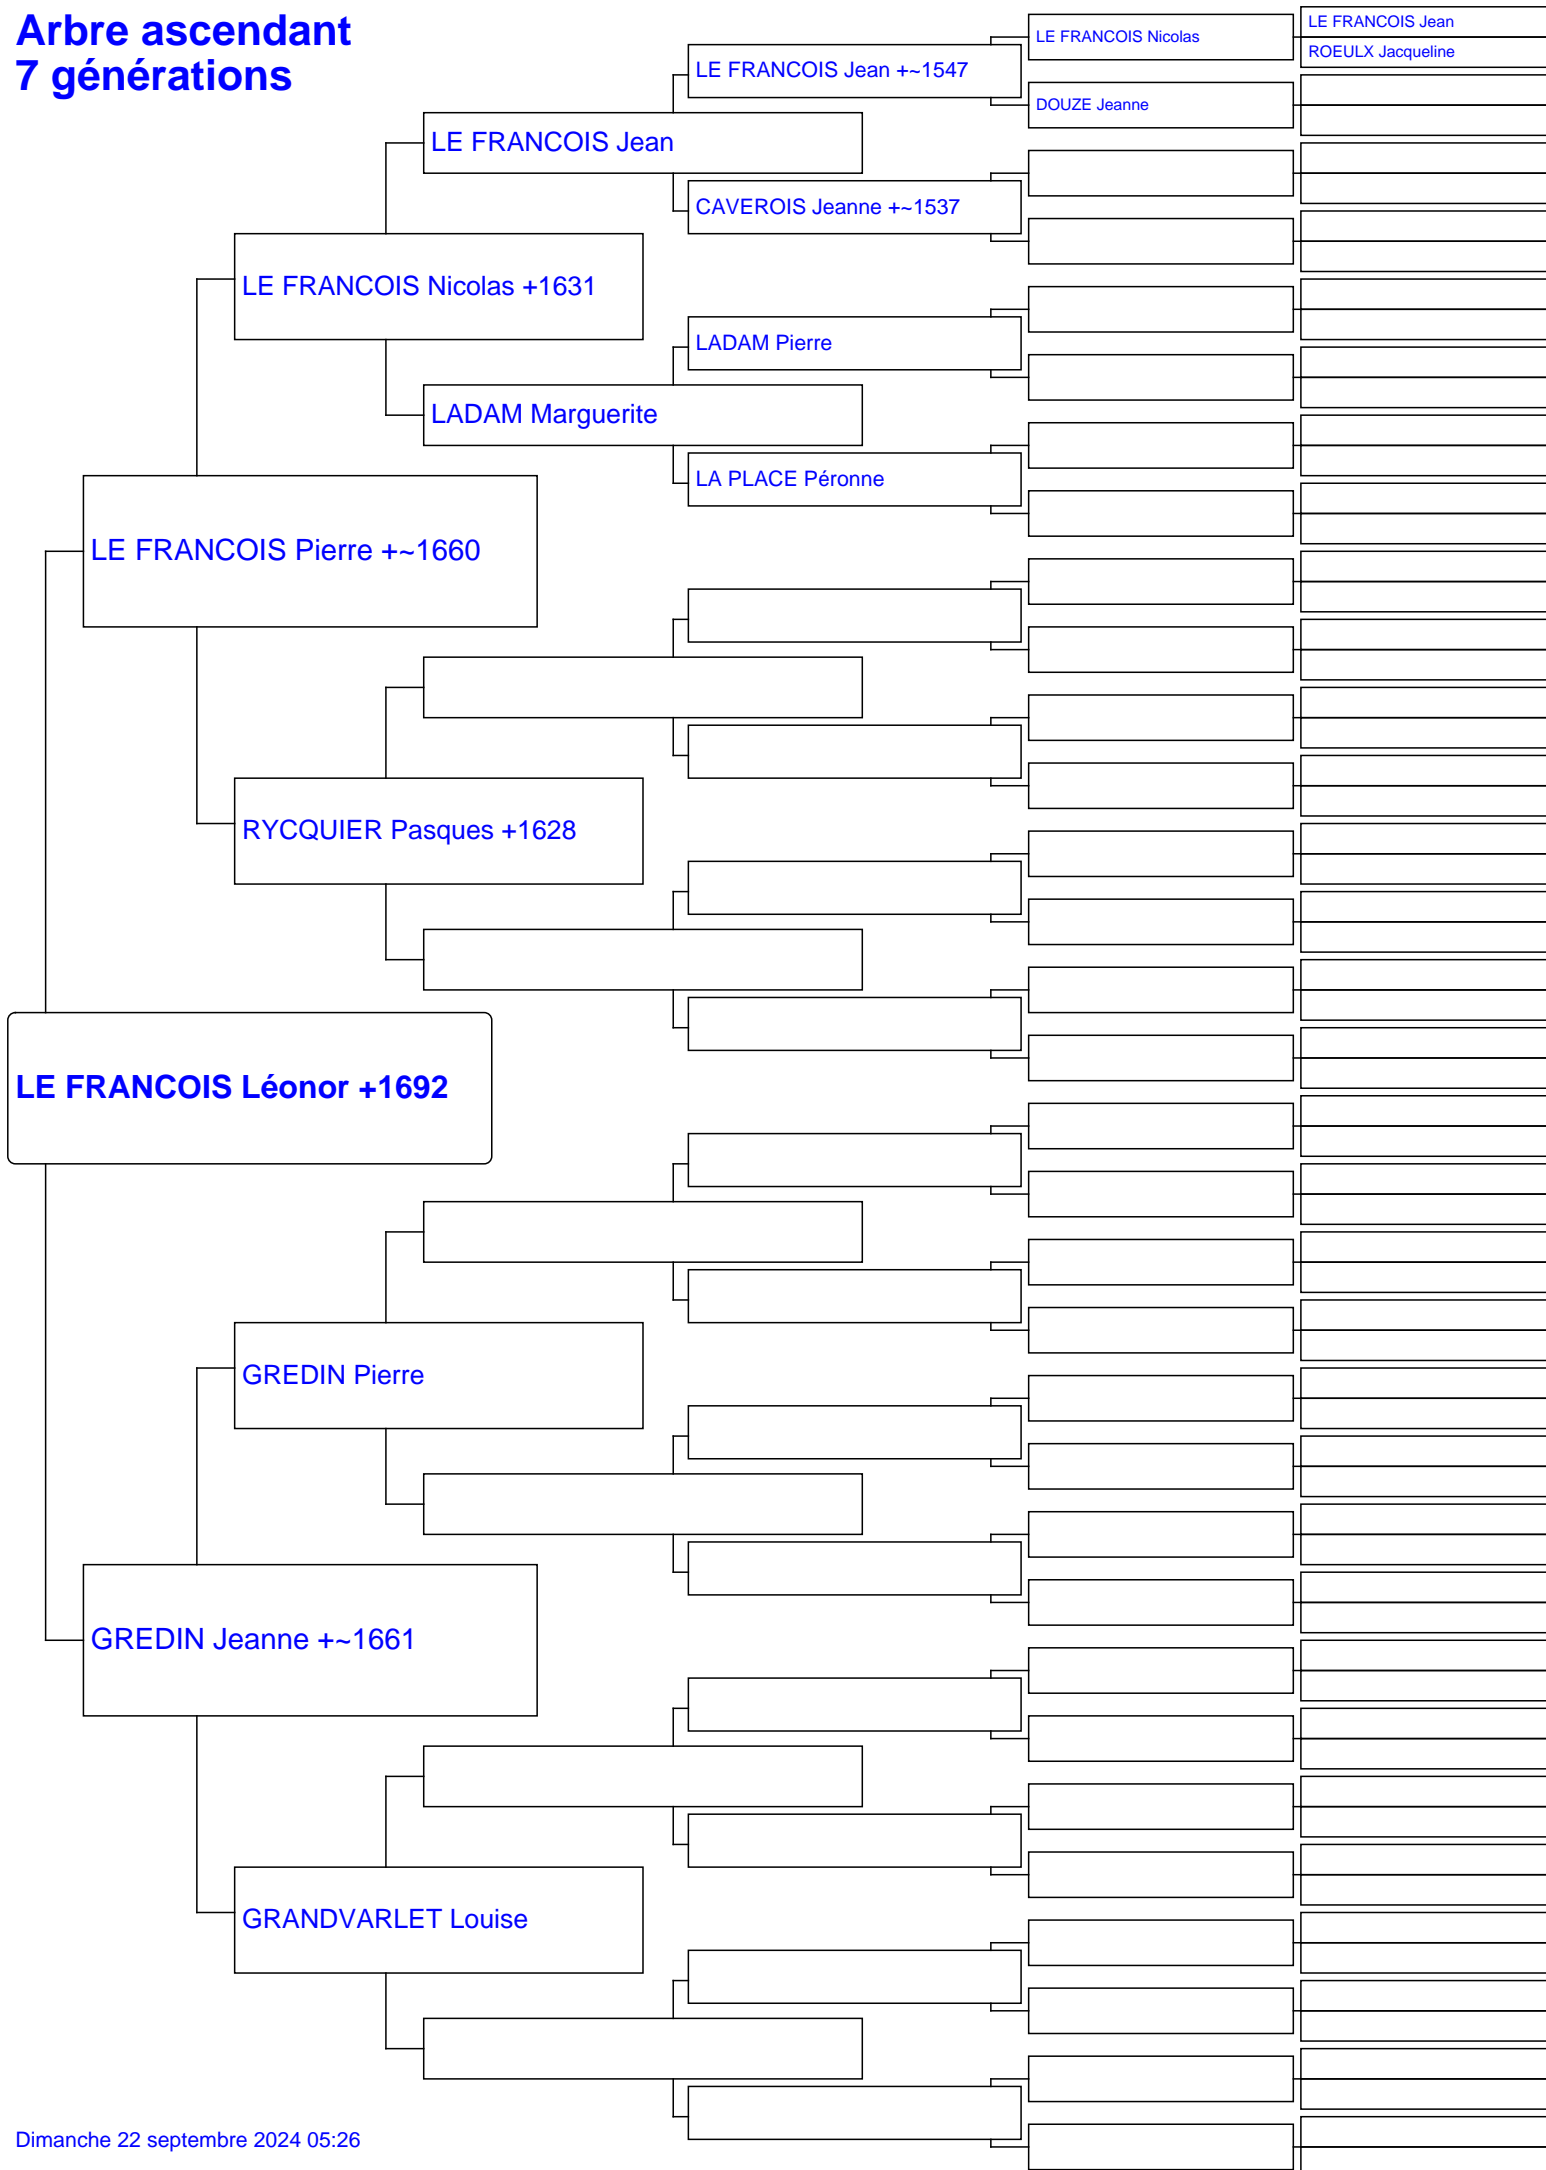 Arbre ascendant
7 générations
LE FRANCOIS Jean
ROEULX Jacqueline
LE FRANCOIS Nicolas
DOUZE Jeanne
LE FRANCOIS Jean +~1547
LE FRANCOIS Jean
CAVEROIS Jeanne +~1537
LE FRANCOIS Nicolas +1631
LADAM Pierre
LADAM Marguerite
LA PLACE Péronne
LE FRANCOIS Pierre +~1660
RYCQUIER Pasques +1628
LE FRANCOIS Léonor +1692
GREDIN Pierre
GREDIN Jeanne +~1661
GRANDVARLET Louise
Dimanche 22 septembre 2024 05:26